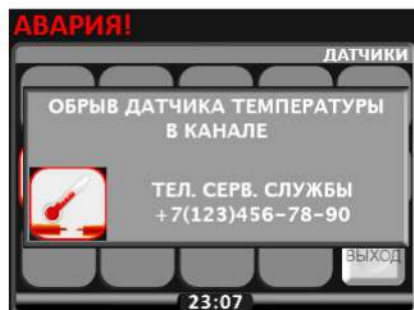 АВАРИЯ!
ДАТЧИКИ
ОБРЫВ ДАТЧИКА ТЕМПЕРАТУРЫ
В КАНАЛЕ
ТЕЛ. СЕРВ. СЛУЖБЫ
+7(123)456-78-90
ВЫХОД
23:07